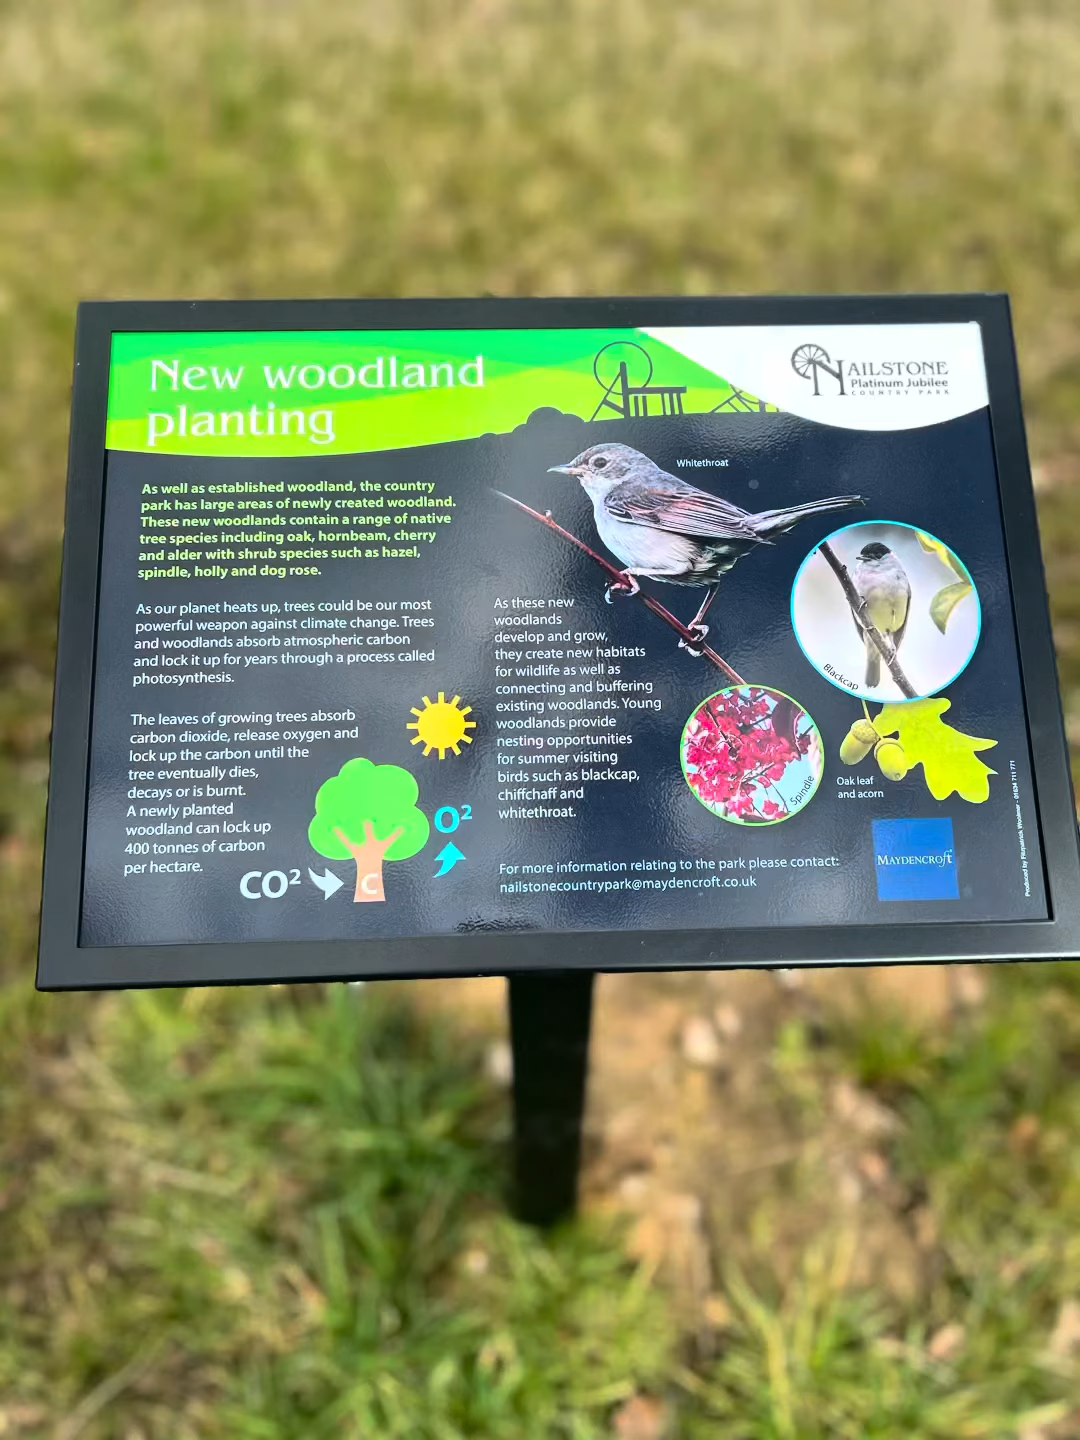 New woodland
planting
NAILSTONE
Platinum Jubilee
COUNTRY PARK
Whitethroat
As well as established woodland, the country
park has large areas of newly created woodland.
These new woodlands contain a range of native
tree species including oak, hornbeam, cherry
and alder with shrub species such as hazel,
spindle, holly and dog rose.
As our planet heats up, trees could be our most
powerful weapon against climate change. Trees
and woodlands absorb atmospheric carbon
and lock it up for years through a process called
photosynthesis.
The leaves of growing trees absorb
carbon dioxide, release oxygen and
lock up the carbon until the
tree eventually dies,
decays or is burnt.
A newly planted
woodland can lock up
400 tonnes of carbon
per hectare.
CO²
C
O²
As these new
woodlands
develop and grow,
they create new habitats
for wildlife as well as
connecting and buffering
existing woodlands. Young
woodlands provide
nesting opportunities
for summer visiting
birds such as blackcap,
chiffchaff and
whitethroat.
Blackcap
Spindle
Oak leaf
and acorn
For more information relating to the park please contact:
nailstonecountrypark@maydencroft.co.uk
MAYDENCROFT
Produced by Fitzpatrick Woolmer - 01634 711 771